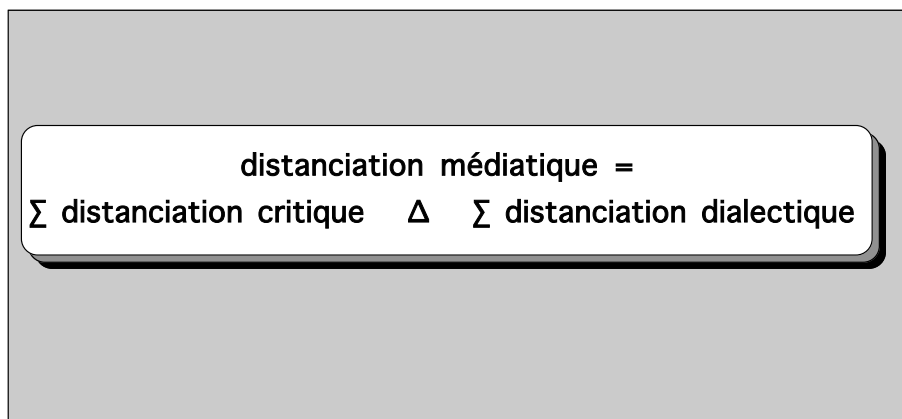 distanciation médiatique =
∑ distanciation critique Δ ∑ distanciation dialectique